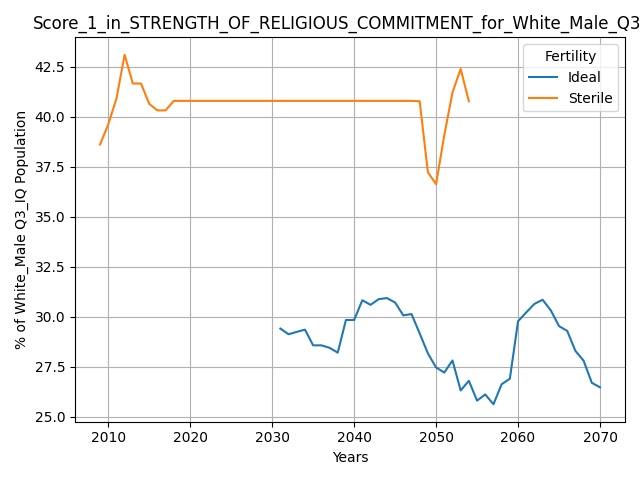 Score_1_in_STRENGTH_OF_RELIGIOUS_COMMITMENT_for_White_Male_Q3
Fertility
Ideal
Sterile
42.5
40.0
37.5
35.0
32.5
30.0
27.5
25.0
% of White_Male Q3_IQ Population
2010 2020 2030 2040 2050 2060 2070
Years